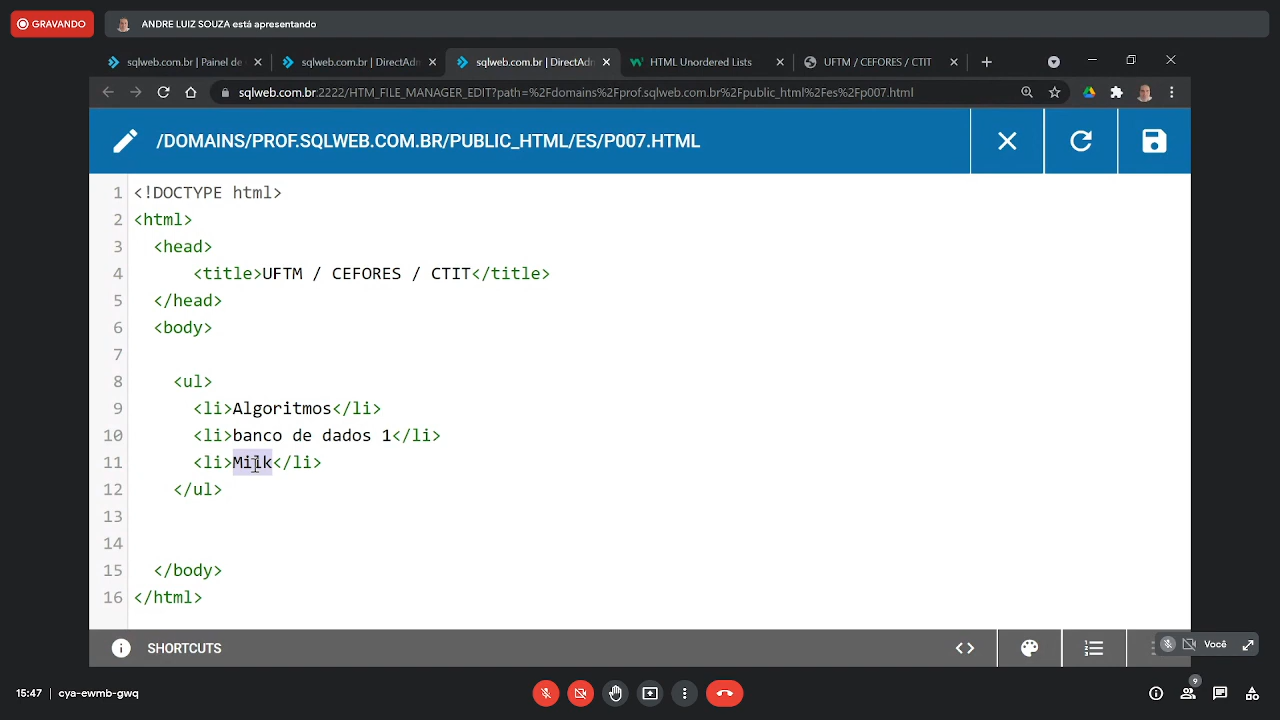 GRAVANDO
ANDRE LUIZ SOUZA está apresentando
sqlweb.com.br | Painel de
sqlweb.com.br | DirectAdm
sqlweb.com.br | DirectAdm
HTML Unordered Lists
UFTM / CEFORES / CTIT
sqlweb.com.br:2222/HTM_FILE_MANAGER_EDIT?path=%2Fdomains%2Fprof.sqlweb.com.br%2Fpublic_html%2Fes%2Fp007.html
/DOMAINS/PROF.SQLWEB.COM.BR/PUBLIC_HTML/ES/P007.HTML
1 <!DOCTYPE html>
2 <html>
3 <head>
4 <title>UFTM / CEFORES / CTIT</title>
5 </head>
6 <body>
7
8 <ul>
9 <li>Algoritmos</li>
10 <li>banco de dados 1</li>
11 <li>Milk</li>
12 </ul>
13
14
15 </body>
16 </html>
SHORTCUTS
Você
15:47 | cya-ewmb-gwq
9